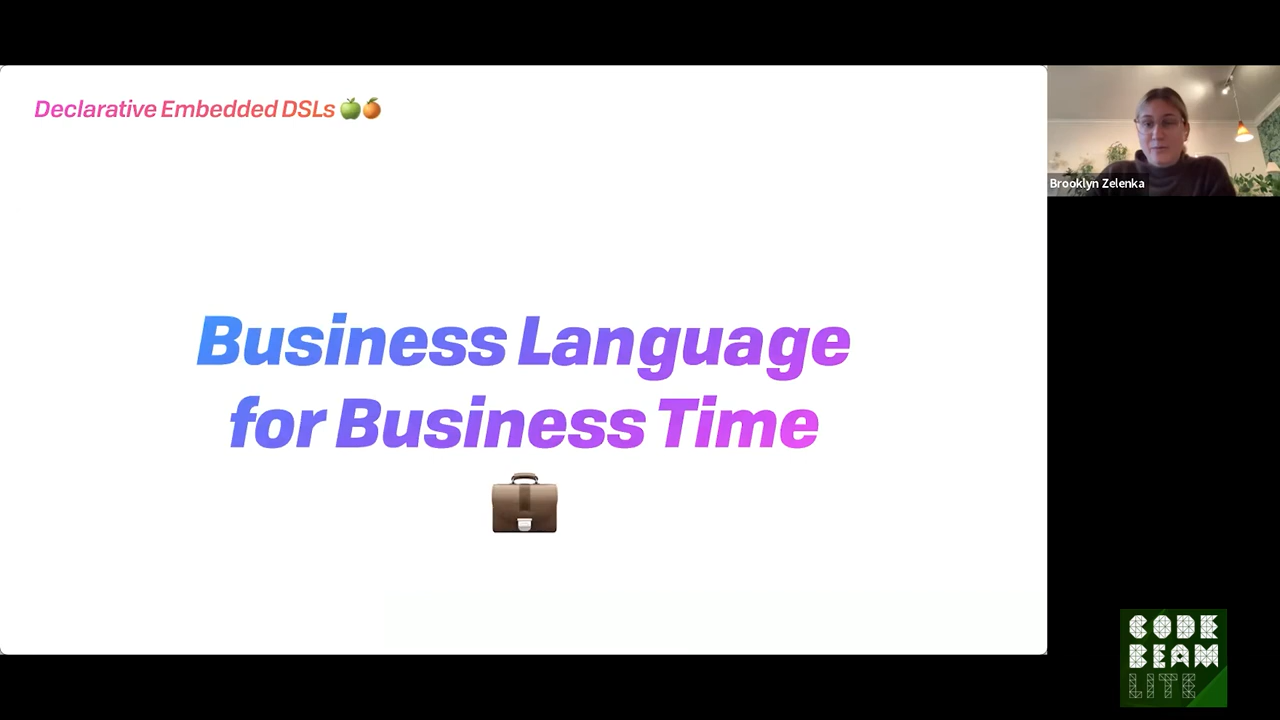 Declarative Embedded DSLs 🍏🍊
Business Language
for Business Time
Brooklyn Zelenka
CODE
BEAM
LITE